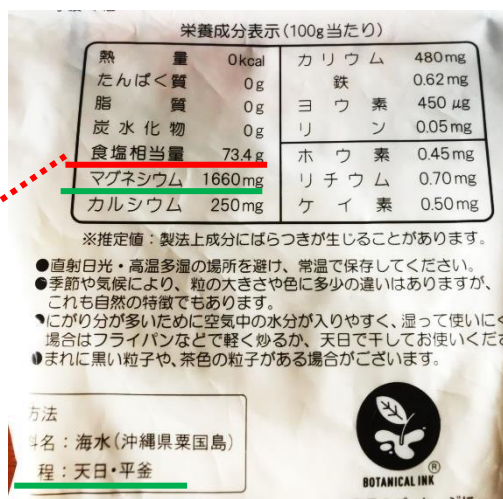 栄養成分表示(100g当たり)
熱量 0kcal
たんぱく質 0g
脂質 0g
炭水化物 0g
食塩相当量 73.4g
マグネシウム 1660mg
カルシウム 250mg
カリウム 480mg
鉄 0.62mg
ヨウ素 450μg
リン 0.05mg
ホウ素 0.45mg
リチウム 0.70mg
ケイ素 0.50mg
※推定値:製法上成分にばらつきが生じることがあります。
●直射日光・高温多湿の場所を避け、常温で保存してください。
●季節や気候により、粒の大きさや色に多少の違いはありますが、
これも自然の特徴でもあります。
●にがり分が多いために空気中の水分が入りやすく、湿って使いに
場合はフライパンなどで軽く炒るか、天日で干してお使いくだ
●まれに黒い粒子や、茶色の粒子がある場合がございます。
方法
名:海水(沖縄県粟国島)
程:天日・平釜
®
BOTANICAL INK